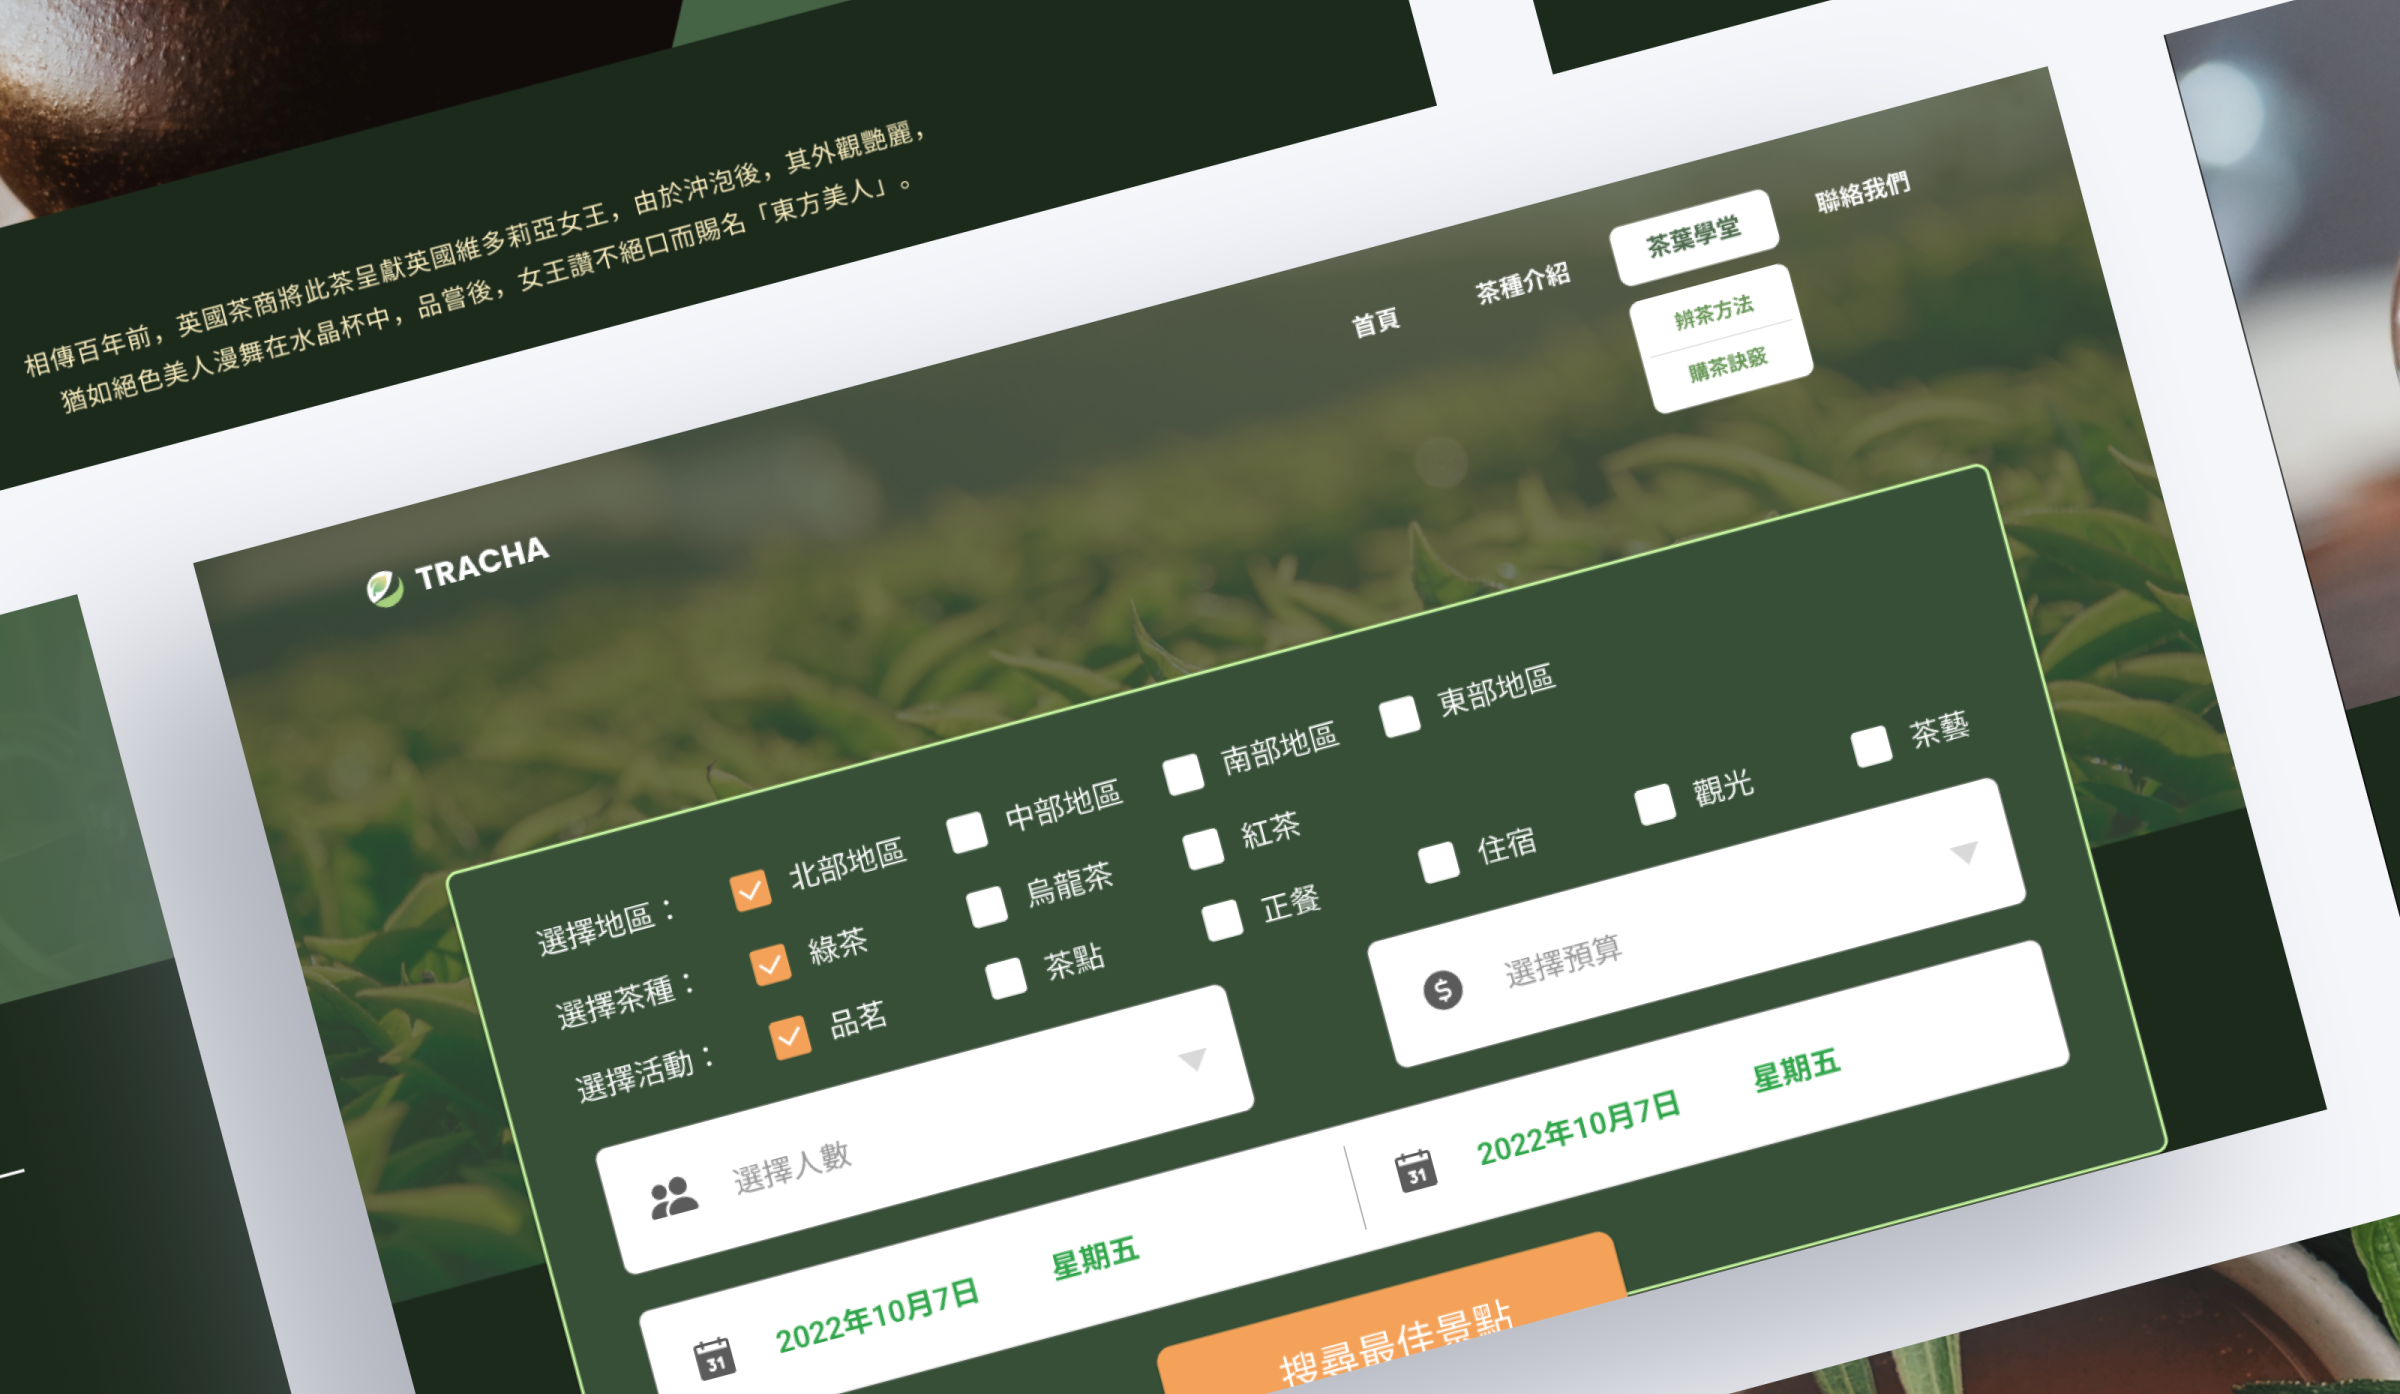 相傳百年前，英國茶商將此茶呈獻英國維多莉亞女王，由於沖泡後，其外觀艷麗，
猶如絕色美人漫舞在水晶杯中，品嘗後，女王讚不絕口而賜名「東方美人」。
TRACHA
首頁
茶種介紹
茶葉學堂
聯絡我們
辨茶方法
購茶訣竅
選擇地區：
北部地區
中部地區
南部地區
東部地區
選擇茶種：
綠茶
烏龍茶
紅茶
選擇活動：
品茗
茶點
正餐
住宿
觀光
茶藝
選擇人數
$ 選擇預算
31 2022年10月7日 星期五
31 2022年10月7日 星期五
搜尋最佳景點